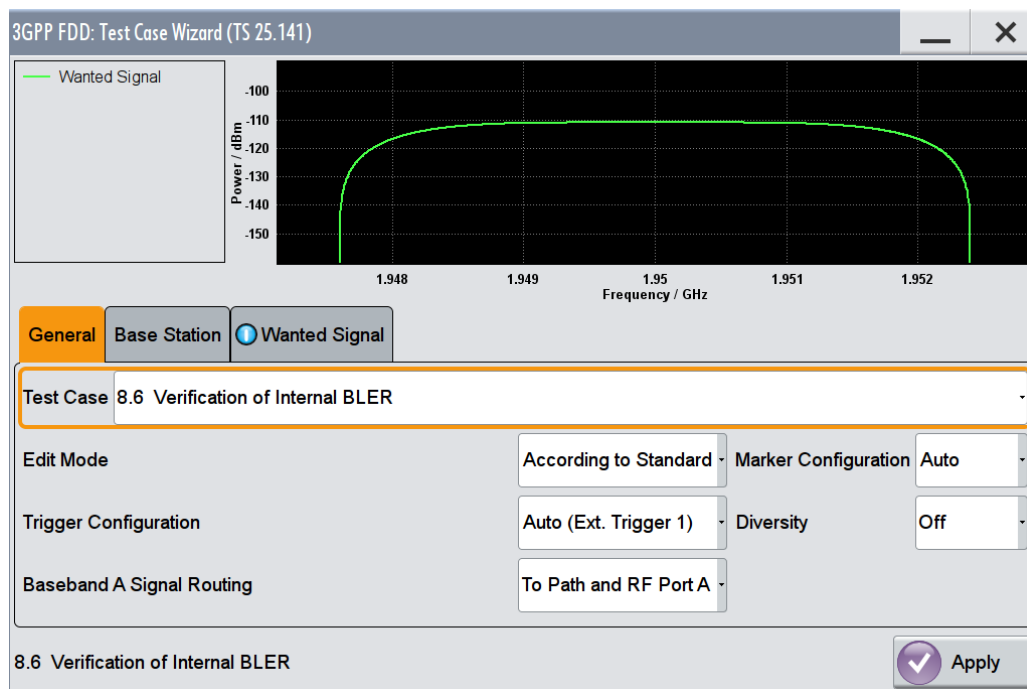 3GPP FDD: Test Case Wizard (TS 25.141)
Wanted Signal
-100
-110
-120
-130
-140
-150
Power / dBm
1.948 1.949 1.95 1.951 1.952
Frequency / GHz
General Base Station Wanted Signal
Test Case 8.6 Verification of Internal BLER
Edit Mode According to Standard Marker Configuration Auto
Trigger Configuration Auto (Ext. Trigger 1) Diversity Off
Baseband A Signal Routing To Path and RF Port A
8.6 Verification of Internal BLER Apply